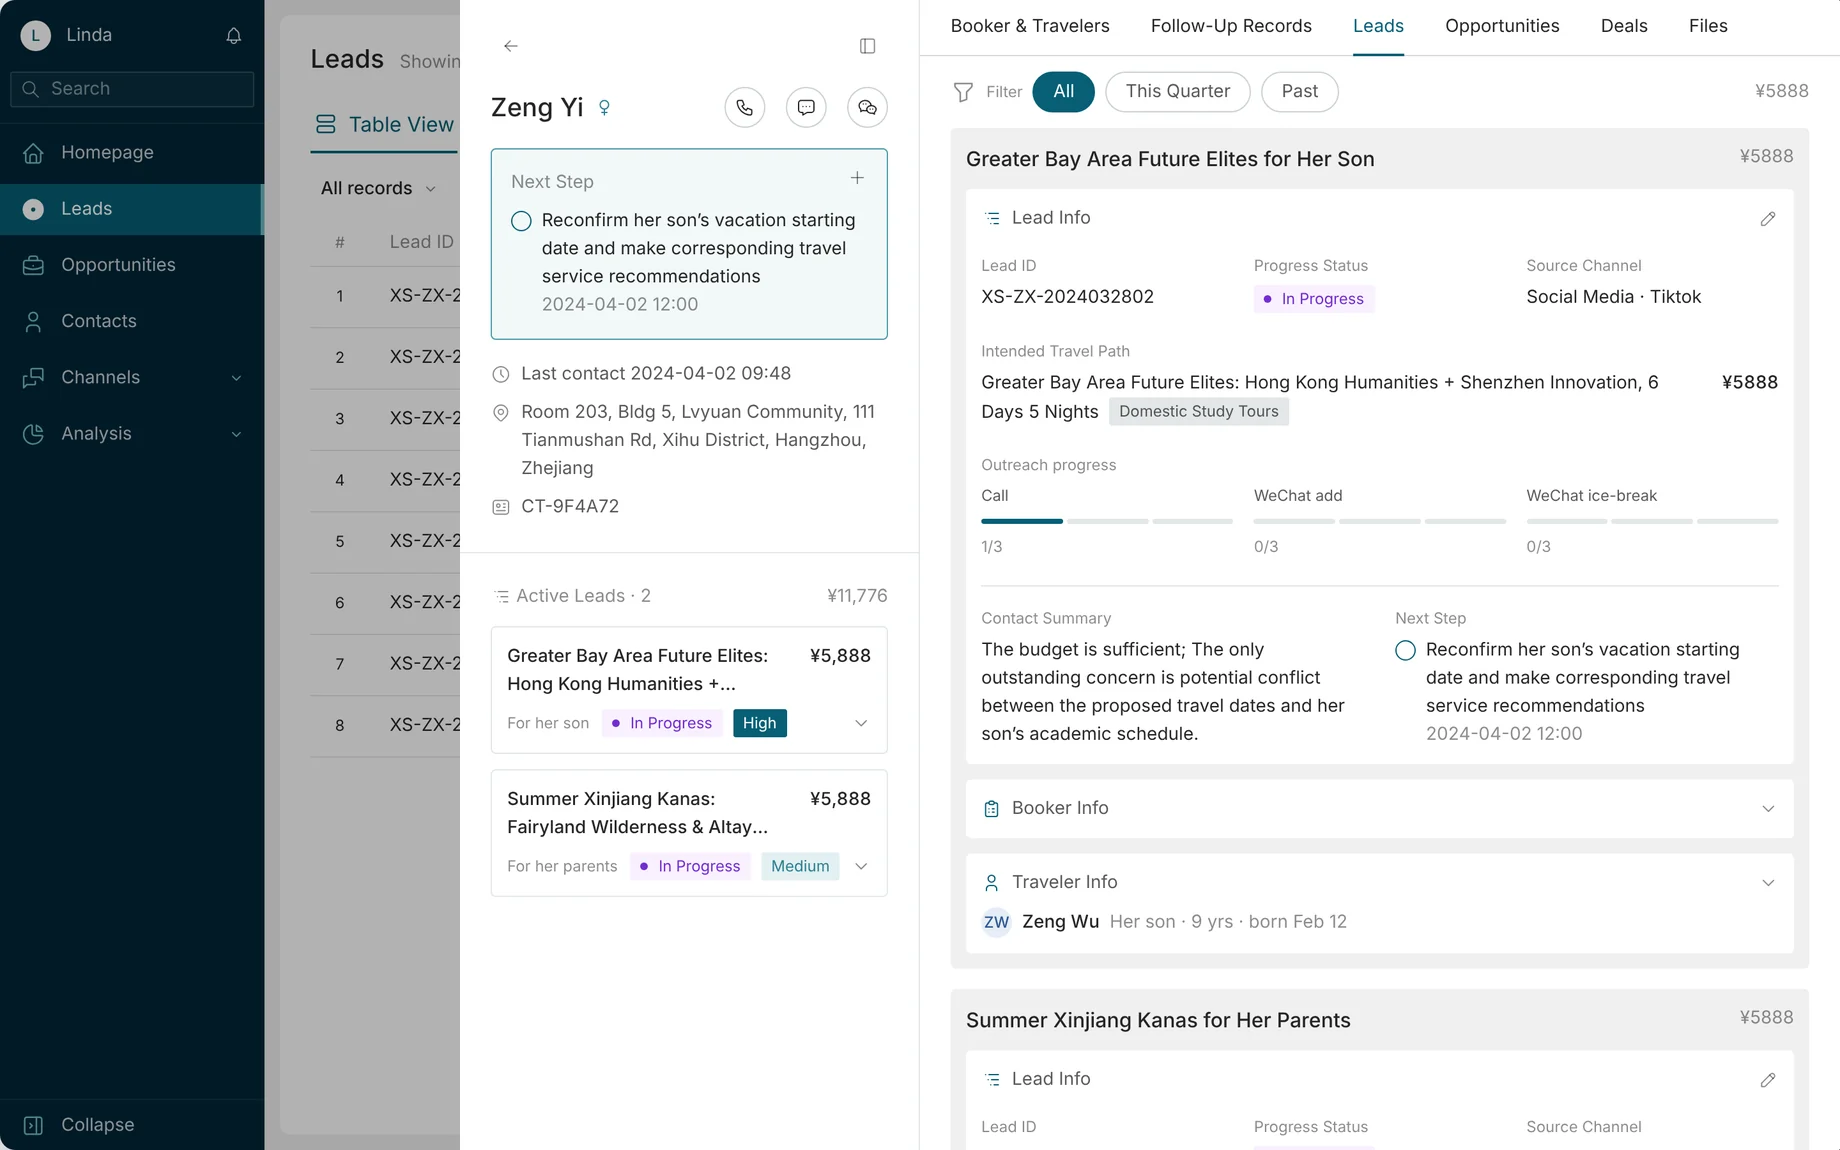 L
Linda
Search
Homepage
Leads
Opportunities
Contacts
Channels
Analysis
Collapse
Leads Showin
Table View
All records
# Lead ID
1 XS-ZX-2
2 XS-ZX-2
3 XS-ZX-2
4 XS-ZX-2
5 XS-ZX-2
6 XS-ZX-2
7 XS-ZX-2
8 XS-ZX-2
Zeng Yi ♀
Next Step
Reconfirm her son’s vacation starting
date and make corresponding travel
service recommendations
2024-04-02 12:00
Last contact 2024-04-02 09:48
Room 203, Bldg 5, Lvyuan Community, 111
Tianmushan Rd, Xihu District, Hangzhou,
Zhejiang
CT-9F4A72
Active Leads · 2 ¥11,776
Greater Bay Area Future Elites: ¥5,888
Hong Kong Humanities +...
For her son In Progress High
Summer Xinjiang Kanas: ¥5,888
Fairyland Wilderness & Altay...
For her parents In Progress Medium
Booker & Travelers Follow-Up Records Leads Opportunities Deals Files
Filter All This Quarter Past ¥5888
Greater Bay Area Future Elites for Her Son ¥5888
Lead Info
Lead ID Progress Status Source Channel
XS-ZX-2024032802 In Progress Social Media · Tiktok
Intended Travel Path
Greater Bay Area Future Elites: Hong Kong Humanities + Shenzhen Innovation, 6 ¥5888
Days 5 Nights Domestic Study Tours
Outreach progress
Call WeChat add WeChat ice-break
1/3 0/3 0/3
Contact Summary
The budget is sufficient; The only
outstanding concern is potential conflict
between the proposed travel dates and her
son’s academic schedule.
Next Step
Reconfirm her son’s vacation starting
date and make corresponding travel
service recommendations
2024-04-02 12:00
Booker Info
Traveler Info
ZW Zeng Wu Her son · 9 yrs · born Feb 12
Summer Xinjiang Kanas for Her Parents ¥5888
Lead Info
Lead ID Progress Status Source Channel